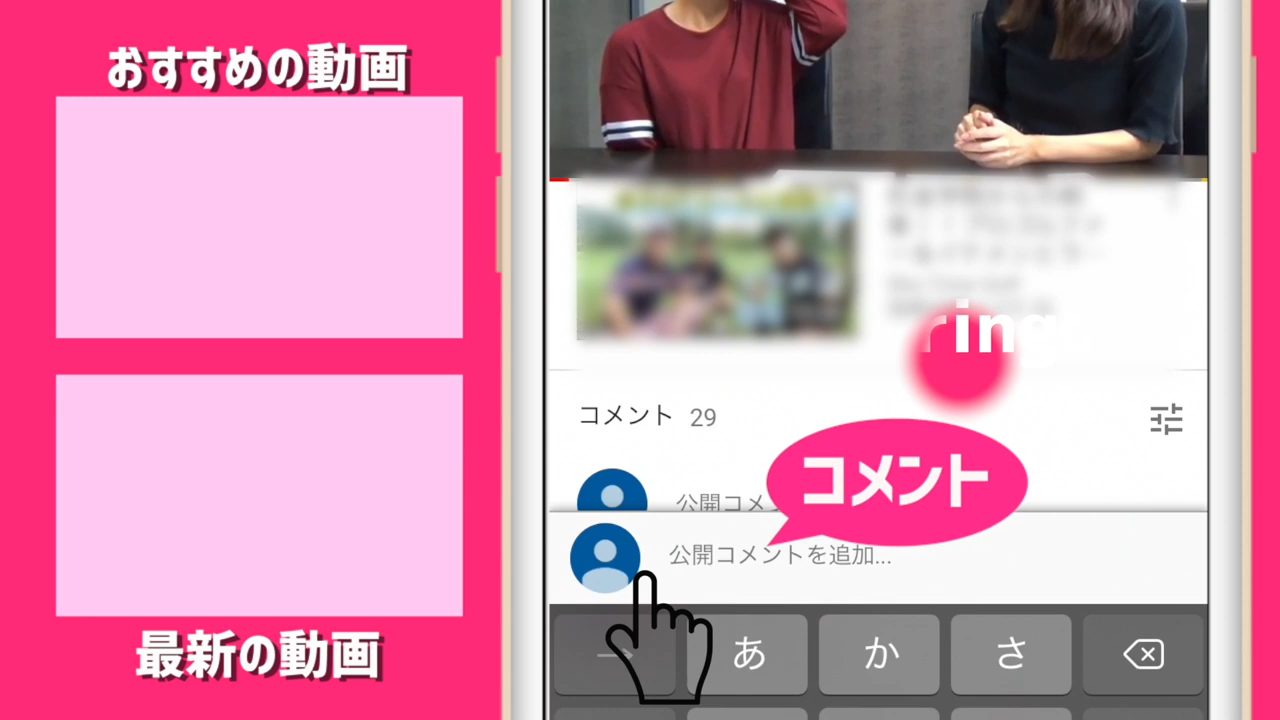 おすすめの動画
最新の動画
ring
コメント 29
コメント
公開コメ
公開コメントを追加...
あ
か
さ